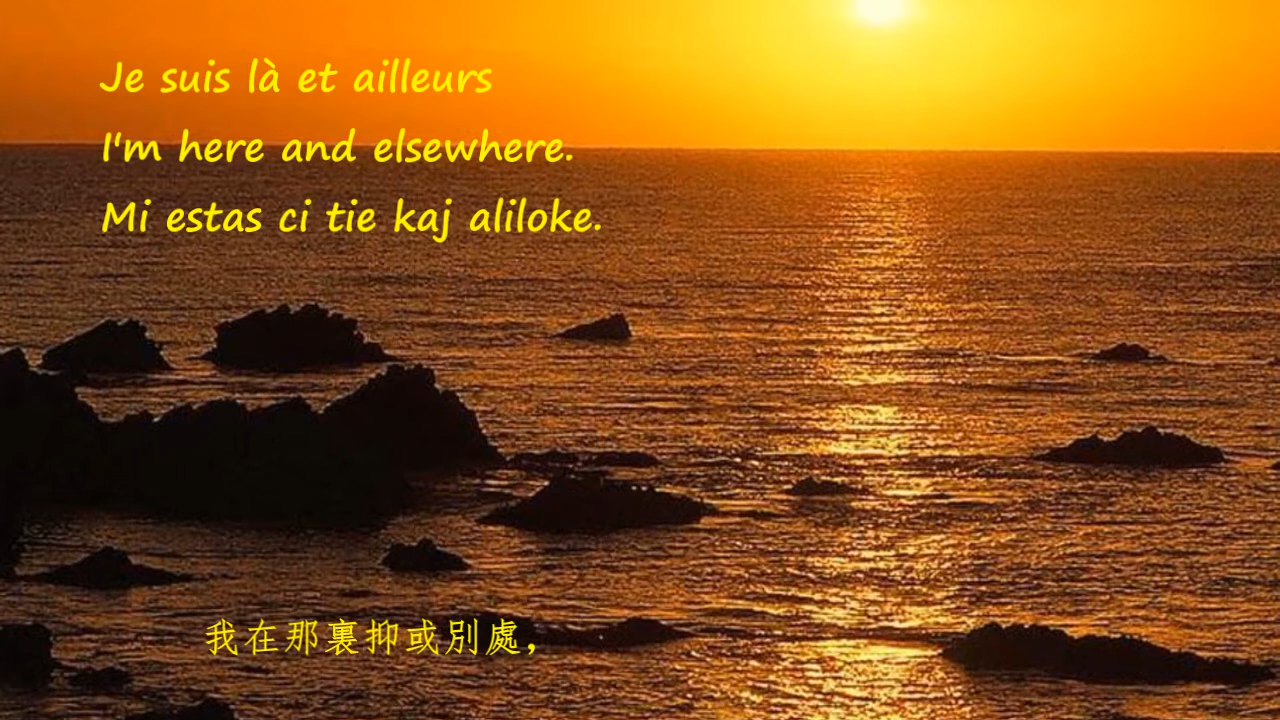 Je suis là et ailleurs
I'm here and elsewhere.
Mi estas ci tie kaj aliloke.
我在那裏抑或別處，